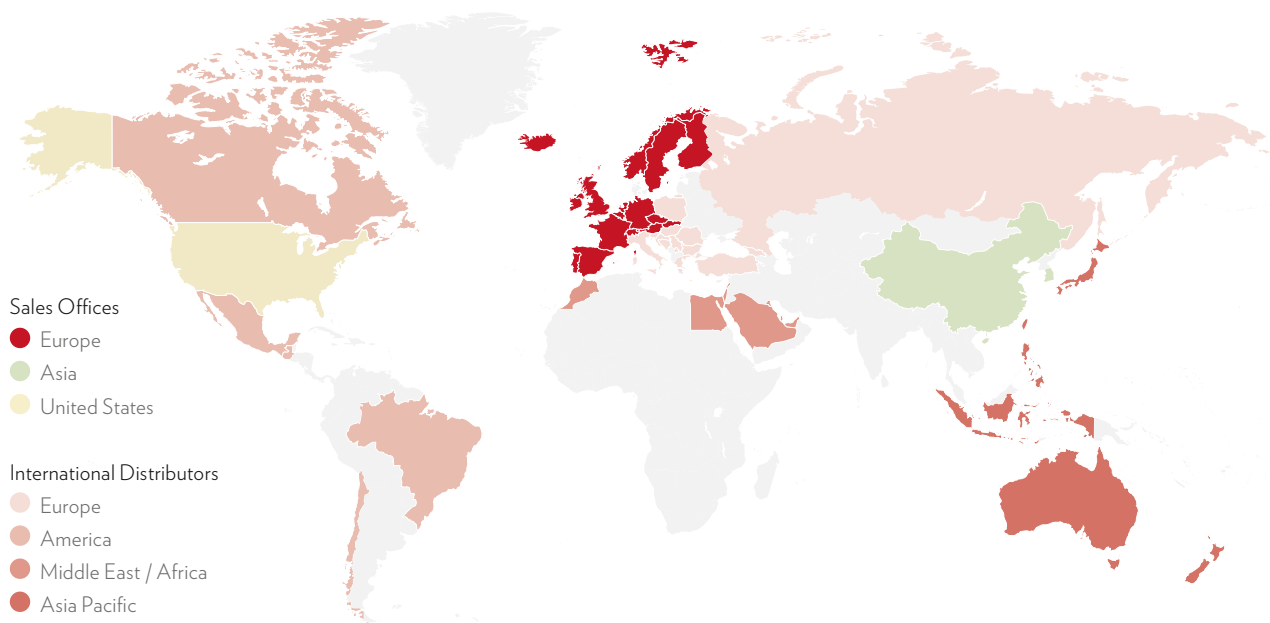 Sales Offices
Europe
Asia
United States
International Distributors
Europe
America
Middle East / Africa
Asia Pacific